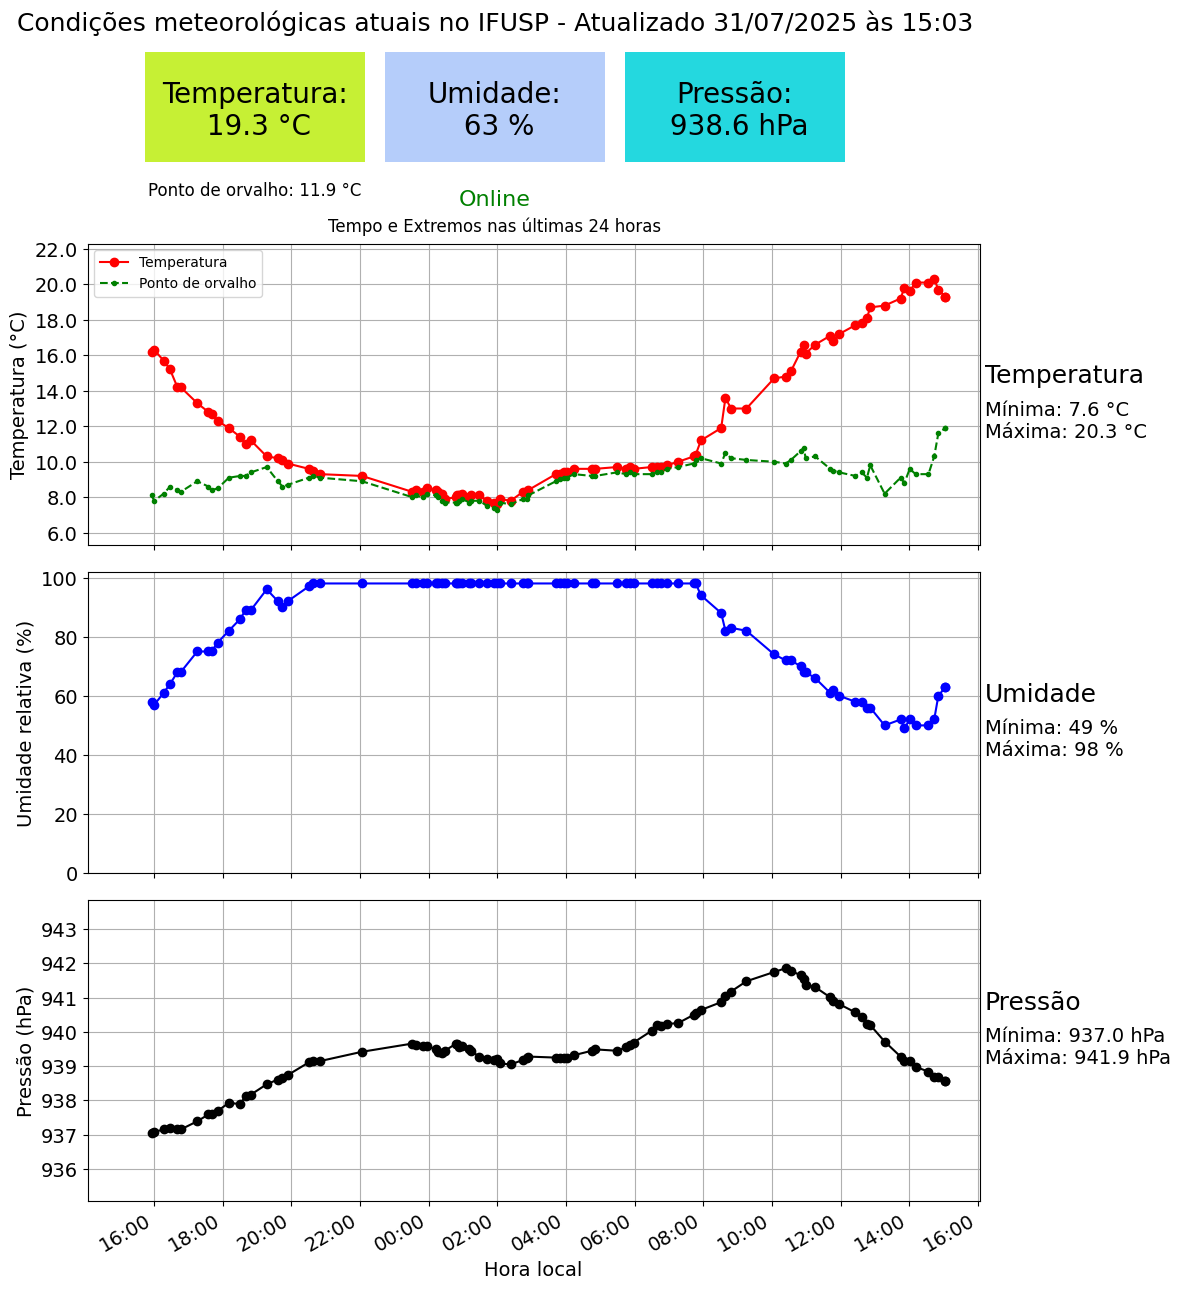 Condições meteorológicas atuais no IFUSP - Atualizado 31/07/2025 às 15:03
Temperatura:
19.3 °C
Umidade:
63 %
Pressão:
938.6 hPa
Ponto de orvalho: 11.9 °C
Online
Tempo e Extremos nas últimas 24 horas
Temperatura (°C)
22.0
20.0
18.0
16.0
14.0
12.0
10.0
8.0
6.0
Temperatura
Ponto de orvalho
Temperatura
Mínima: 7.6 °C
Máxima: 20.3 °C
Umidade relativa (%)
100
80
60
40
20
0
Umidade
Mínima: 49 %
Máxima: 98 %
Pressão (hPa)
943
942
941
940
939
938
937
936
Pressão
Mínima: 937.0 hPa
Máxima: 941.9 hPa
16:00 18:00 20:00 22:00 00:00 02:00 04:00 06:00 08:00 10:00 12:00 14:00 16:00
Hora local